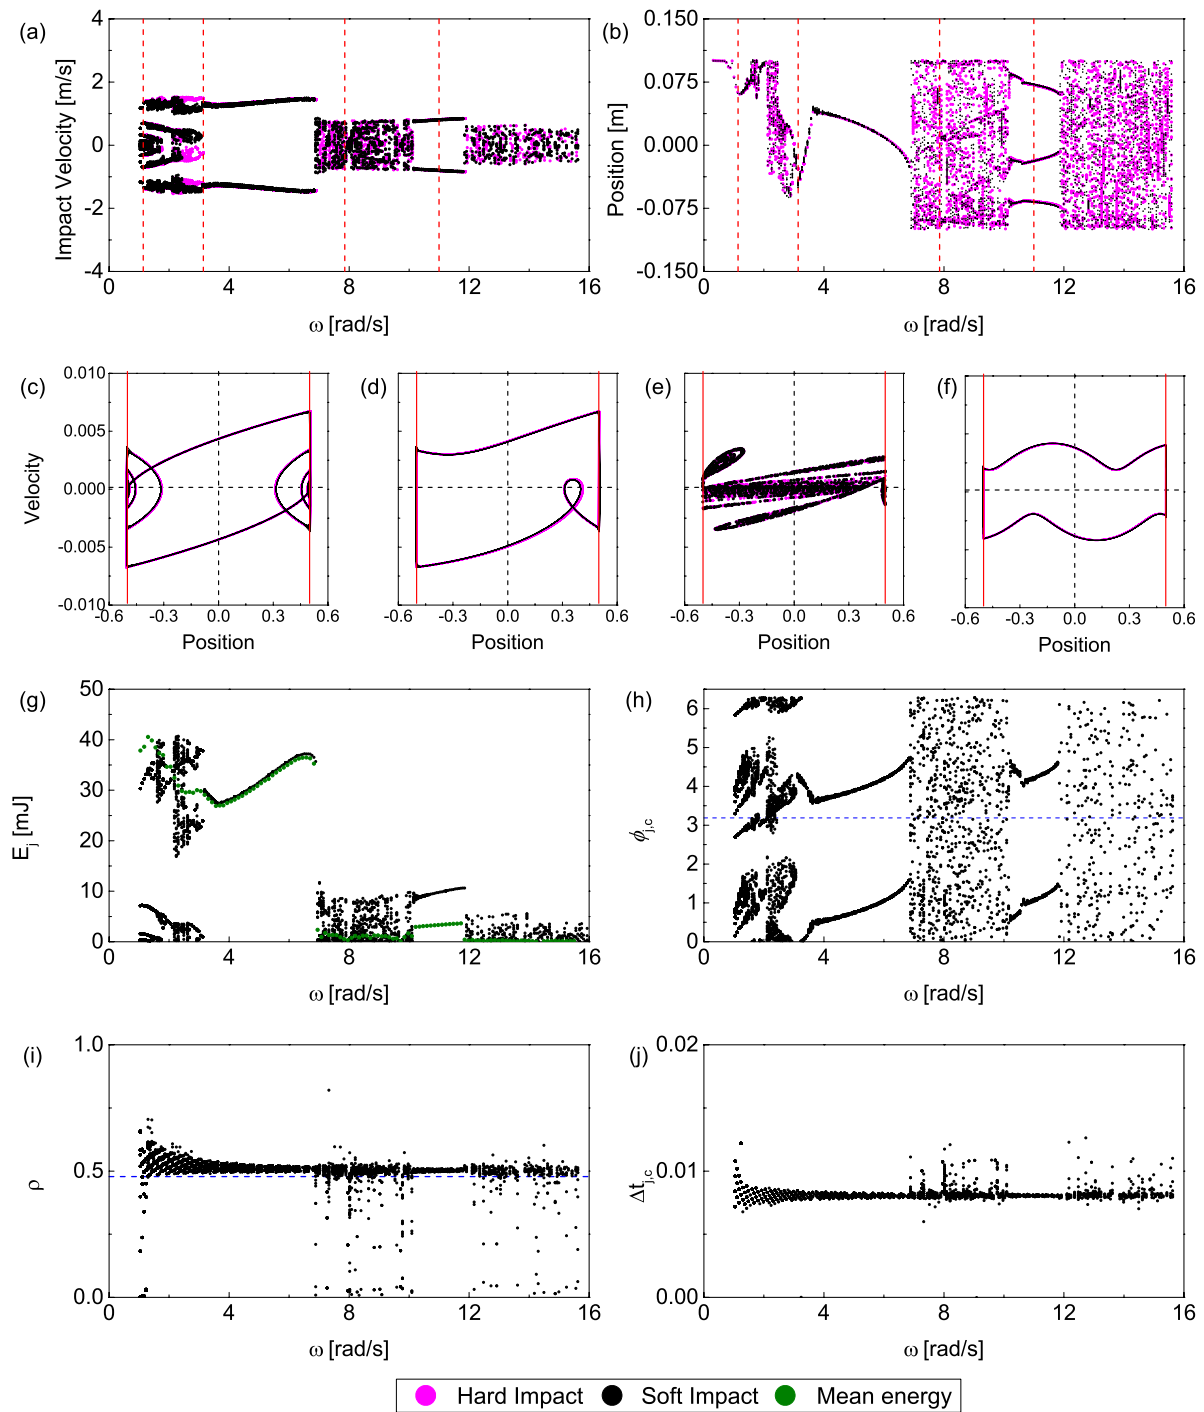 (a)
Impact Velocity [m/s]
4
2
0
-2
-4
0 4 8 12 16
ω [rad/s]
(b)
Position [m]
0.150
0.075
0.000
-0.075
-0.150
0 4 8 12 16
ω [rad/s]
(c)
Velocity
0.010
0.005
0.000
-0.005
-0.010
-0.6 -0.3 0.0 0.3 0.6
Position
(d)
-0.6 -0.3 0.0 0.3 0.6
Position
(e)
-0.6 -0.3 0.0 0.3 0.6
Position
(f)
-0.6 -0.3 0.0 0.3 0.6
Position
(g)
E_j [mJ]
50
40
30
20
10
0
0 4 8 12 16
ω [rad/s]
(h)
ϕ_j,c
6
5
4
3
2
1
0
0 4 8 12 16
ω [rad/s]
(i)
ρ
1.0
0.5
0.0
0 4 8 12 16
ω [rad/s]
(j)
Δt_j,c
0.02
0.01
0.00
0 4 8 12 16
ω [rad/s]
Hard Impact Soft Impact Mean energy